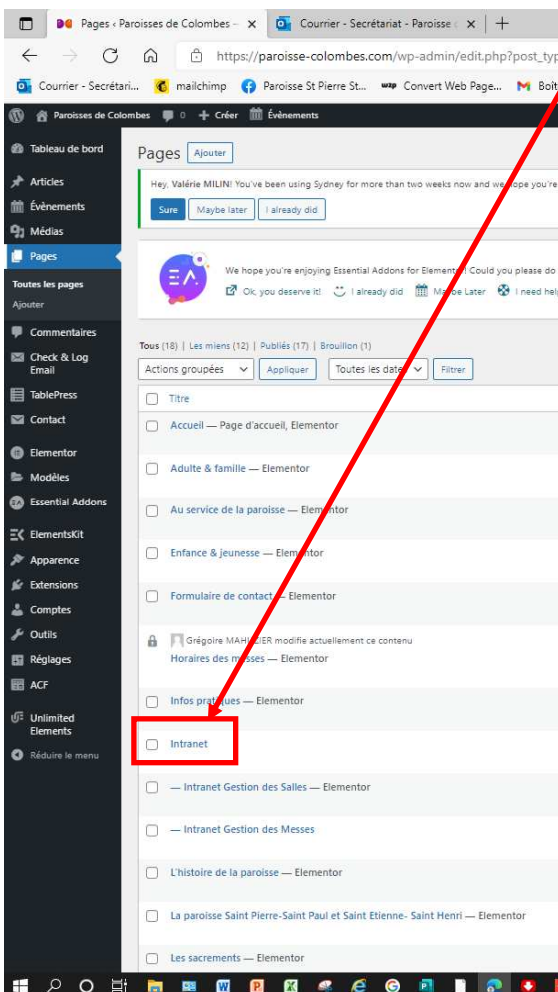 Pages ‹ Paroisses de Colombes –
Courrier - Secrétariat - Paroisse
https://paroisse-colombes.com/wp-admin/edit.php?post_typ
Courrier - Secrétari...
mailchimp
Paroisse St Pierre St...
Convert Web Page...
Boît
Paroisses de Colombes
0
Créer
Évènements
Tableau de bord
Articles
Évènements
Médias
Pages
Toutes les pages
Ajouter
Commentaires
Check & Log
Email
TablePress
Contact
Elementor
Modèles
Essential Addons
ElementsKit
Apparence
Extensions
Comptes
Outils
Réglages
ACF
Unlimited
Elements
Réduire le menu
Pages Ajouter
Hey, Valérie MILIN! You've been using Sydney for more than two weeks now and we hope you're
Sure Maybe later I already did
We hope you're enjoying Essential Addons for Elementor! Could you please do
Ok, you deserve it! I already did Maybe Later I need help
Tous (18) | Les miens (12) | Publiés (17) | Brouillon (1)
Actions groupées Appliquer Toutes les dates Filtrer
Titre
Accueil — Page d'accueil, Elementor
Adulte & famille — Elementor
Au service de la paroisse — Elementor
Enfance & jeunesse — Elementor
Formulaire de contact — Elementor
Grégoire modifie actuellement ce contenu
Horaires des messes — Elementor
Infos pratiques — Elementor
Intranet
— Intranet Gestion des Salles — Elementor
— Intranet Gestion des Messes
L'histoire de la paroisse — Elementor
La paroisse Saint Pierre-Saint Paul et Saint Etienne- Saint Henri — Elementor
Les sacrements — Elementor